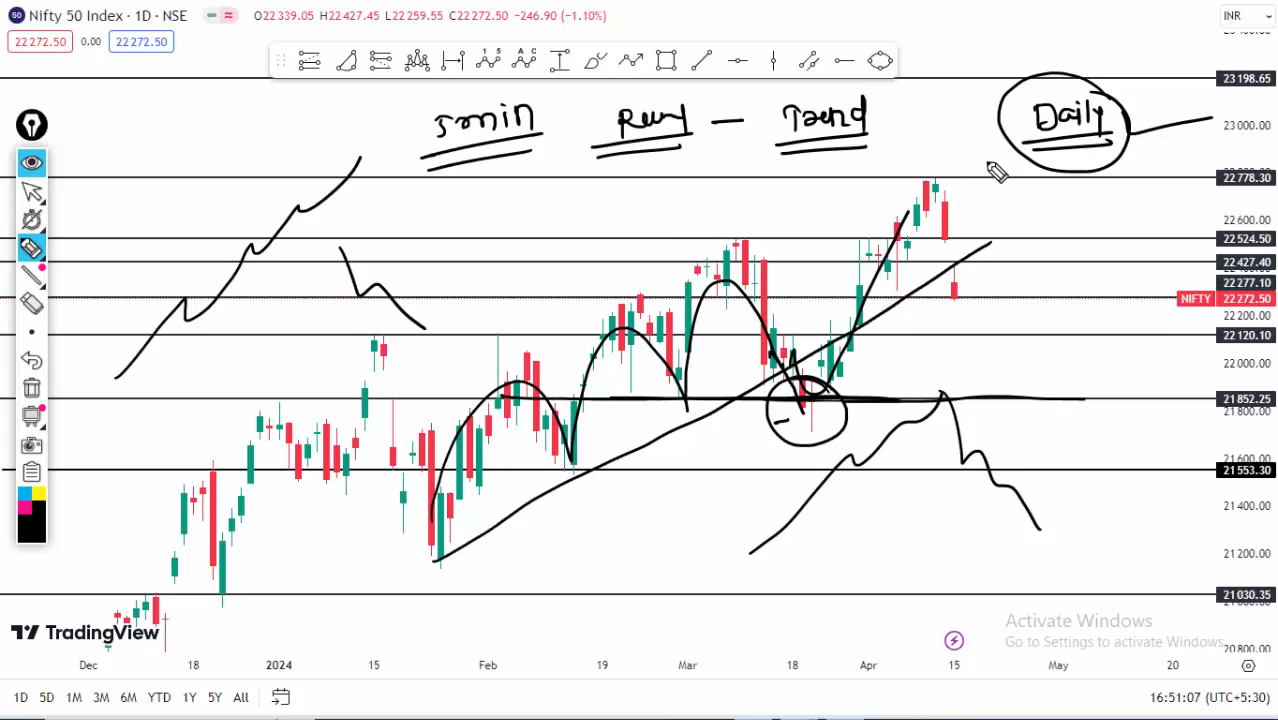 Nifty 50 Index · 1D · NSE O22339.05 H22427.45 L22259.55 C22272.50 -246.90 (-1.10%) INR
22272.50 0.00 22272.50
23198.65
5min Run - Trend Daily
23000.00
22778.30
22600.00
22524.50
22427.40
22277.10
NIFTY 22272.50
22200.00
22120.10
22000.00
21852.25
21800.00
21600.00
21553.30
21400.00
21200.00
21030.35
Activate Windows
TradingView
Go to Settings to activate Windows.
20800.00
Dec 18 2024 15 Feb 19 Mar 18 Apr 15 May 20
1D 5D 1M 3M 6M YTD 1Y 5Y All 16:51:07 (UTC+5:30)